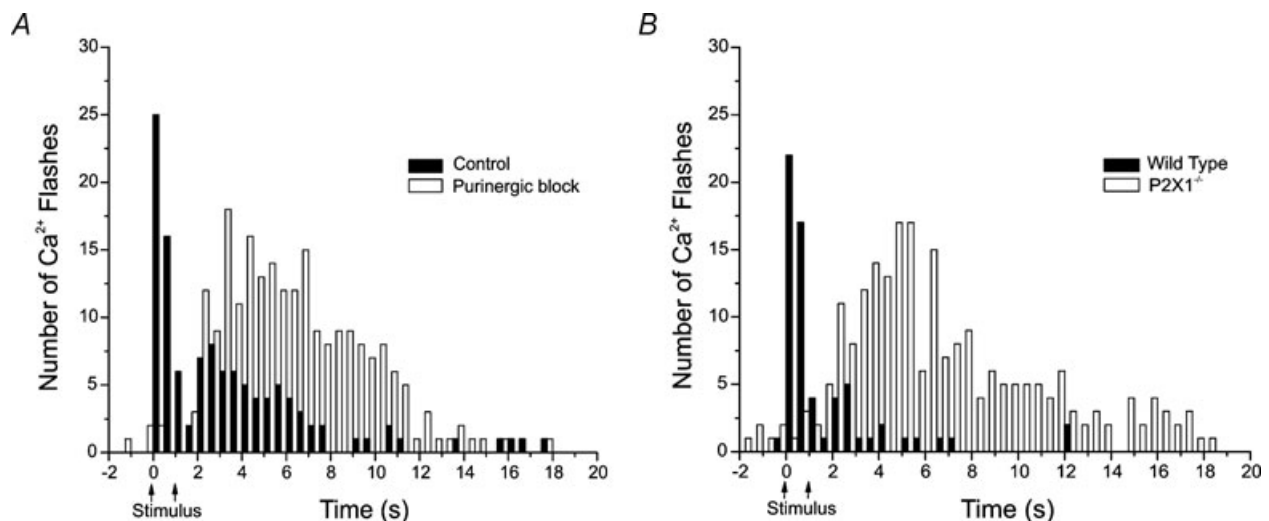 A
Number of Ca²⁺ Flashes
30
25
20
15
10
5
0
Control
Purinergic block
-2 0 2 4 6 8 10 12 14 16 18 20
Stimulus
Time (s)
B
Number of Ca²⁺ Flashes
30
25
20
15
10
5
0
Wild Type
P2X1⁻/⁻
-2 0 2 4 6 8 10 12 14 16 18 20
Stimulus
Time (s)